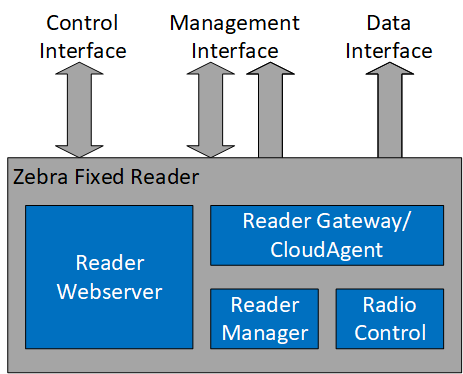 Control
Interface
Management
Interface
Data
Interface
Zebra Fixed Reader
Reader
Webserver
Reader Gateway/
CloudAgent
Reader
Manager
Radio
Control